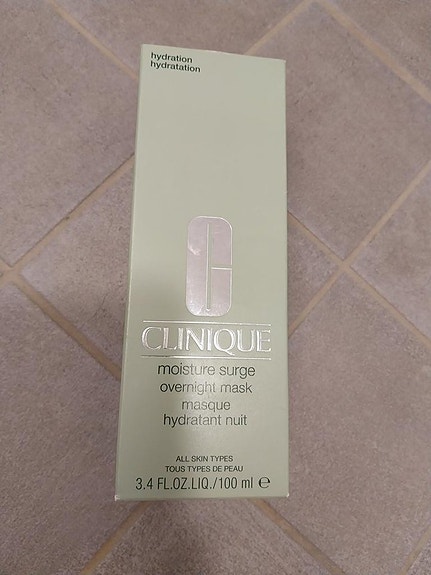 hydration
hydratation
C
CLINIQUE
moisture surge
overnight mask
masque
hydratant nuit
ALL SKIN TYPES
TOUS TYPES DE PEAU
3.4 FL.OZ.LIQ./100 ml ℮